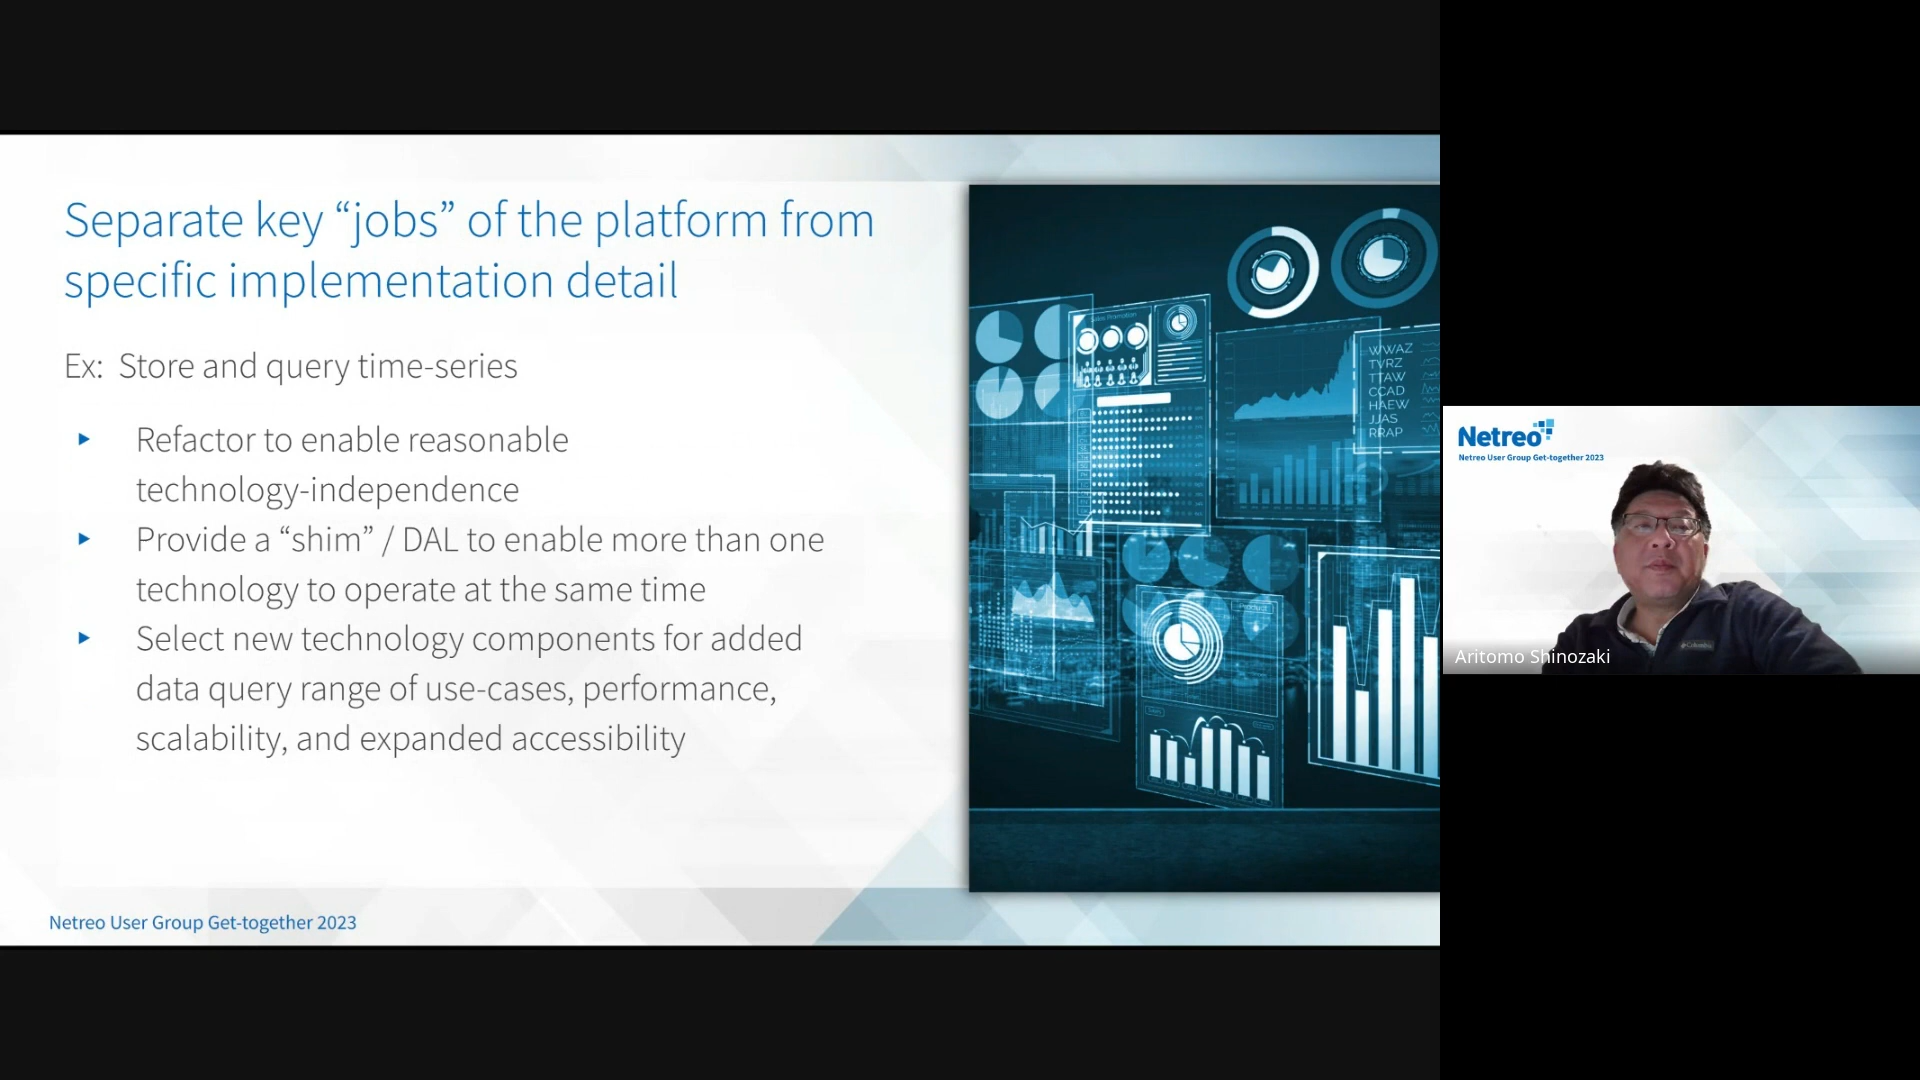 Separate key “jobs” of the platform from
specific implementation detail
Ex:  Store and query time-series
Refactor to enable reasonable
technology-independence
Provide a “shim” / DAL to enable more than one
technology to operate at the same time
Select new technology components for added
data query range of use-cases, performance,
scalability, and expanded accessibility
Netreo User Group Get-together 2023
WWAZ
TVRZ
TTAW
CCAD
HAEW
JJAS
RRAP
Netreo
Netreo User Group Get-together 2023
Columbia
Aritomo Shinozaki